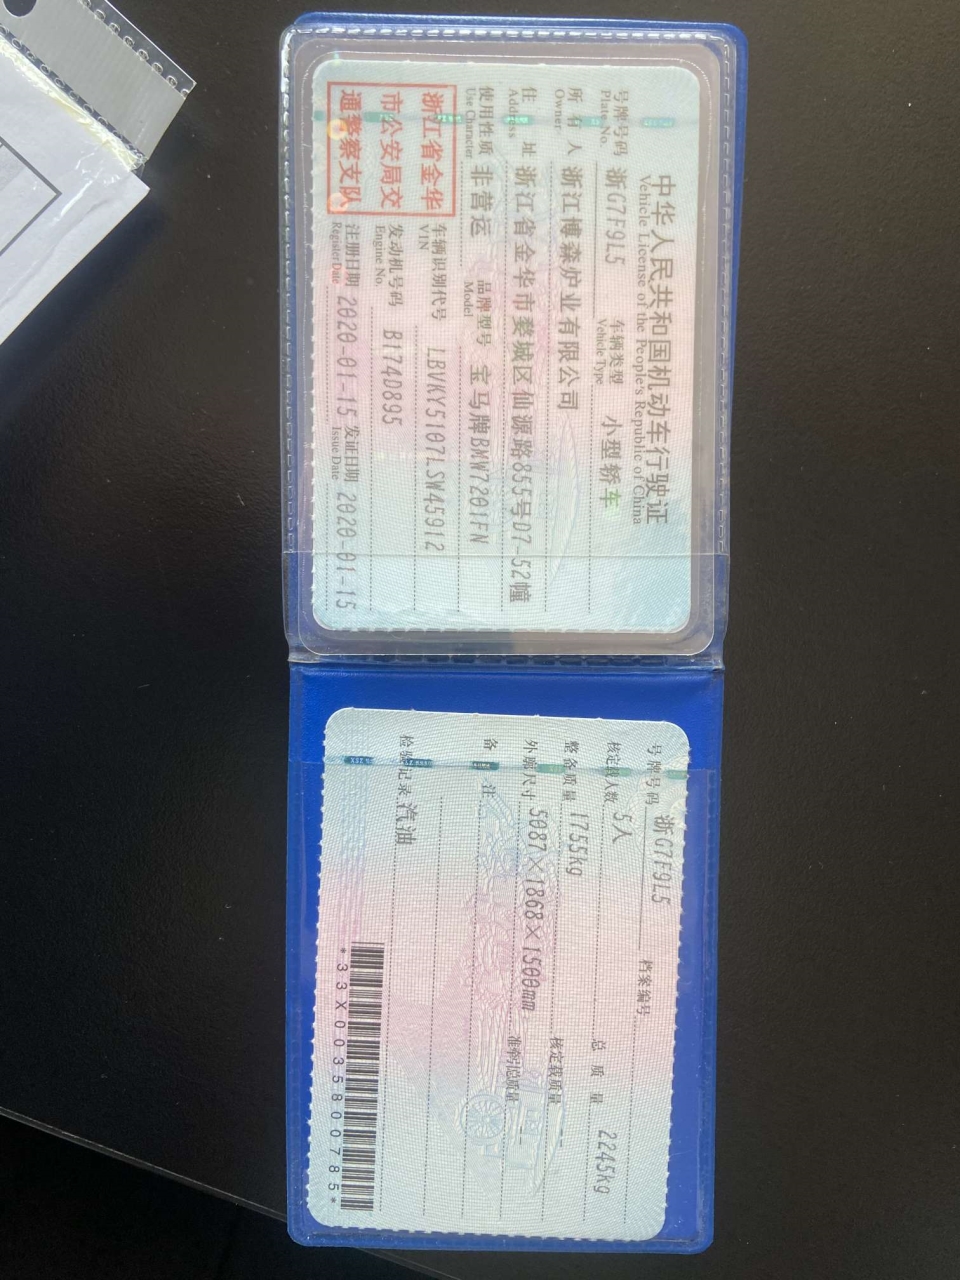 中华人民共和国机动车行驶证
Vehicle License of the People's Republic of China
号牌号码 浙G7F9L5 车辆类型 小型轿车
Plate No. Vehicle Type
所有人 浙江博森炉业有限公司
Owner
住址 浙江省金华市婺城区仙源路855号07-52幢
Address
使用性质 非营运 品牌型号 宝马牌BMW7201FN
Use Character Model
浙江省金华
市公安局交
通警察支队
车辆识别代号 LBVKY5107LSW45912
VIN
发动机号码 B174D895
Engine No.
注册日期 2020-01-15 发证日期 2020-01-15
Register Date Issue Date
号牌号码 浙G7F9L5 档案编号
核定载人数 5人 总质量 2245kg
整备质量 1755kg 核定载质量 --
外廓尺寸 5087×1868×1500mm 准牵引总质量 --
备注
检验记录 汽油
*33X0035800785*